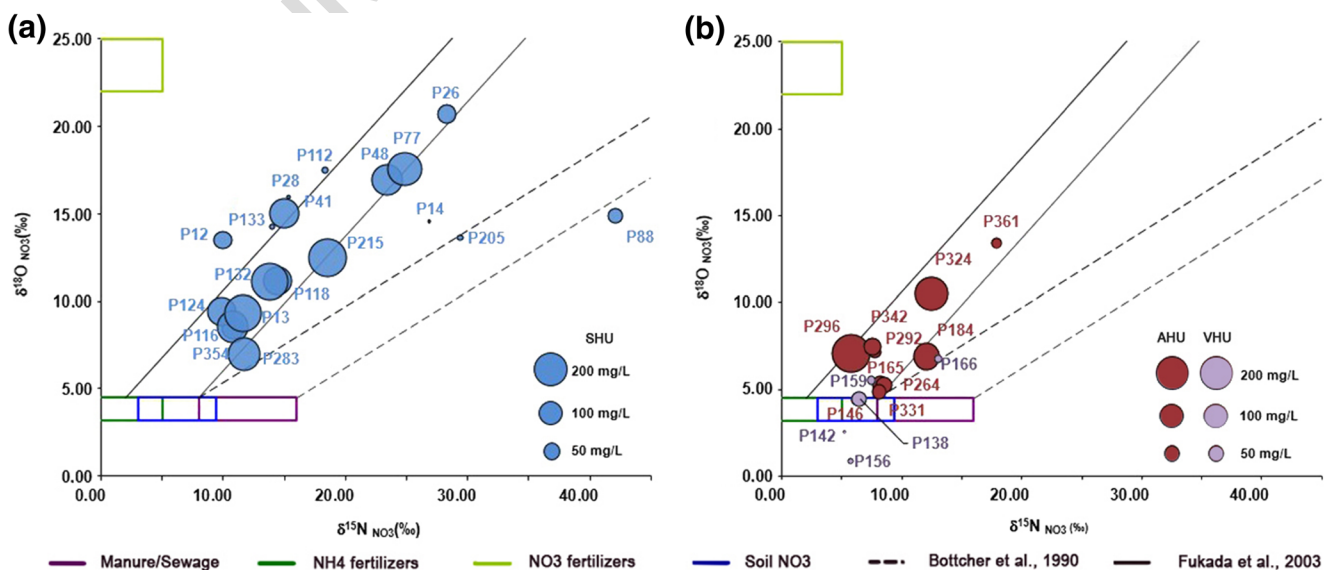 (a)
25.00
20.00
15.00
10.00
5.00
0.00
δ18O NO3(‰)
P26
P77
P48
P112
P28
P41
P133
P14
P12
P205
P88
P215
P132
P118
P124
P13
P116
P354
P283
SHU
200 mg/L
100 mg/L
50 mg/L
0.00 10.00 20.00 30.00 40.00
δ15N NO3(‰)
(b)
25.00
20.00
15.00
10.00
5.00
0.00
δ18O NO3(‰)
P361
P324
P342
P296
P184
P292
P166
P165
P159
P264
P146
P331
P142
P138
P156
AHU VHU
200 mg/L
100 mg/L
50 mg/L
0.00 10.00 20.00 30.00 40.00
δ15N NO3 (‰)
Manure/Sewage NH4 fertilizers NO3 fertilizers Soil NO3 Bottcher et al., 1990 Fukada et al., 2003